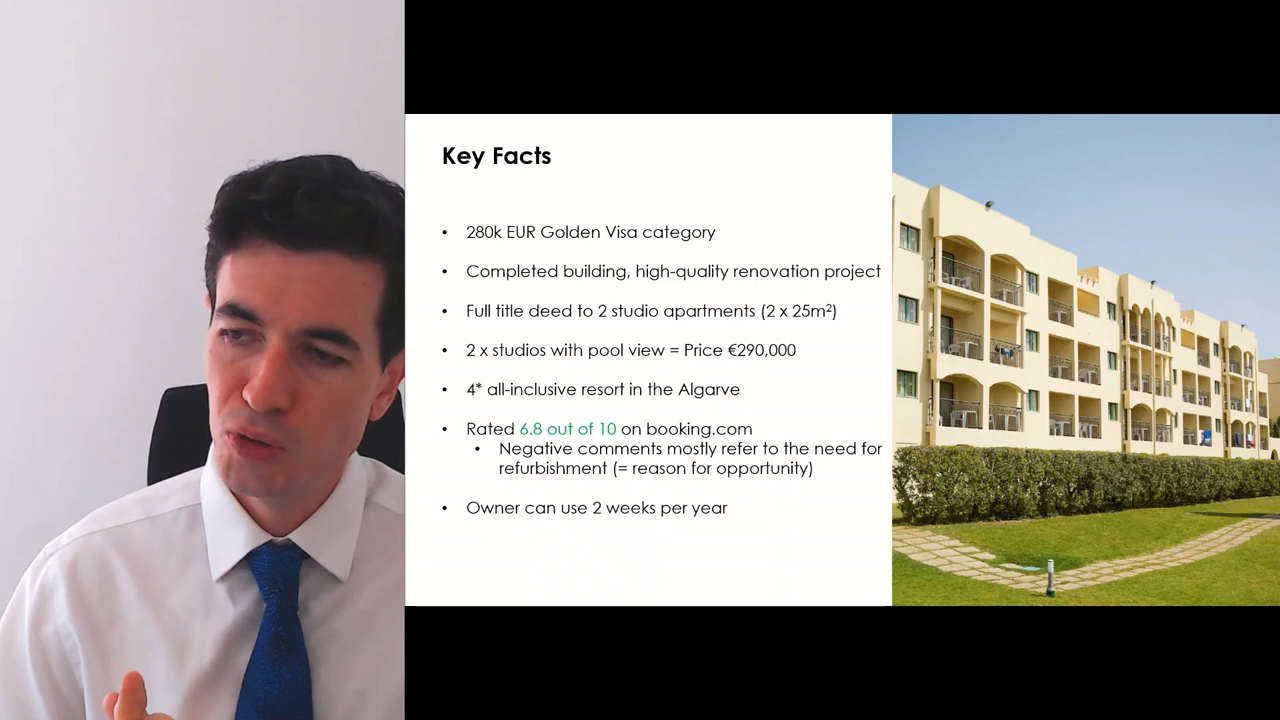 Key Facts
• 280k EUR Golden Visa category
• Completed building, high-quality renovation project
• Full title deed to 2 studio apartments (2 x 25m²)
• 2 x studios with pool view = Price €290,000
• 4* all-inclusive resort in the Algarve
• Rated 6.8 out of 10 on booking.com
• Negative comments mostly refer to the need for
refurbishment (= reason for opportunity)
• Owner can use 2 weeks per year